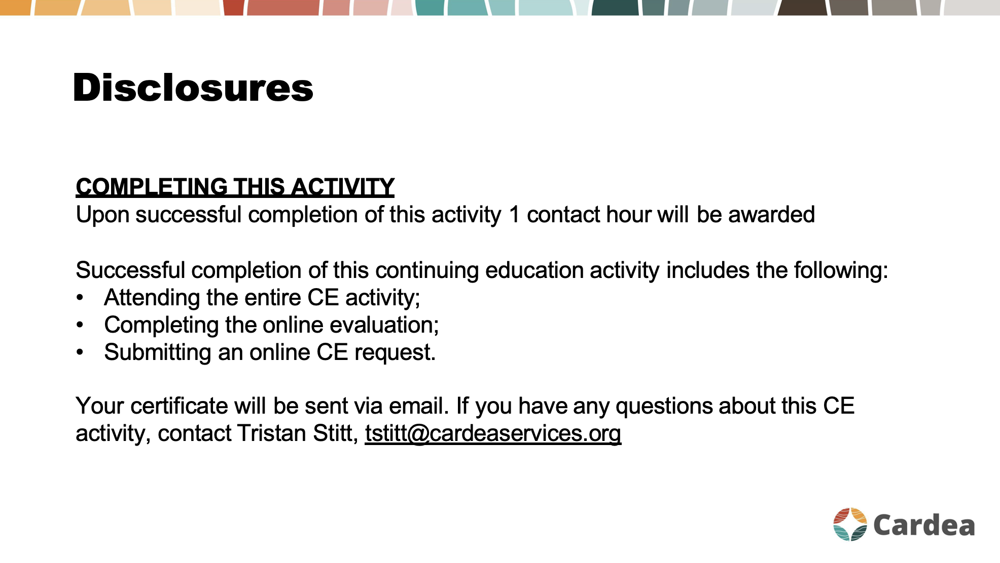 Disclosures
COMPLETING THIS ACTIVITY
Upon successful completion of this activity 1 contact hour will be awarded
Successful completion of this continuing education activity includes the following:
• Attending the entire CE activity;
• Completing the online evaluation;
• Submitting an online CE request.
Your certificate will be sent via email. If you have any questions about this CE
activity, contact Tristan Stitt, tstitt@cardeaservices.org
Cardea